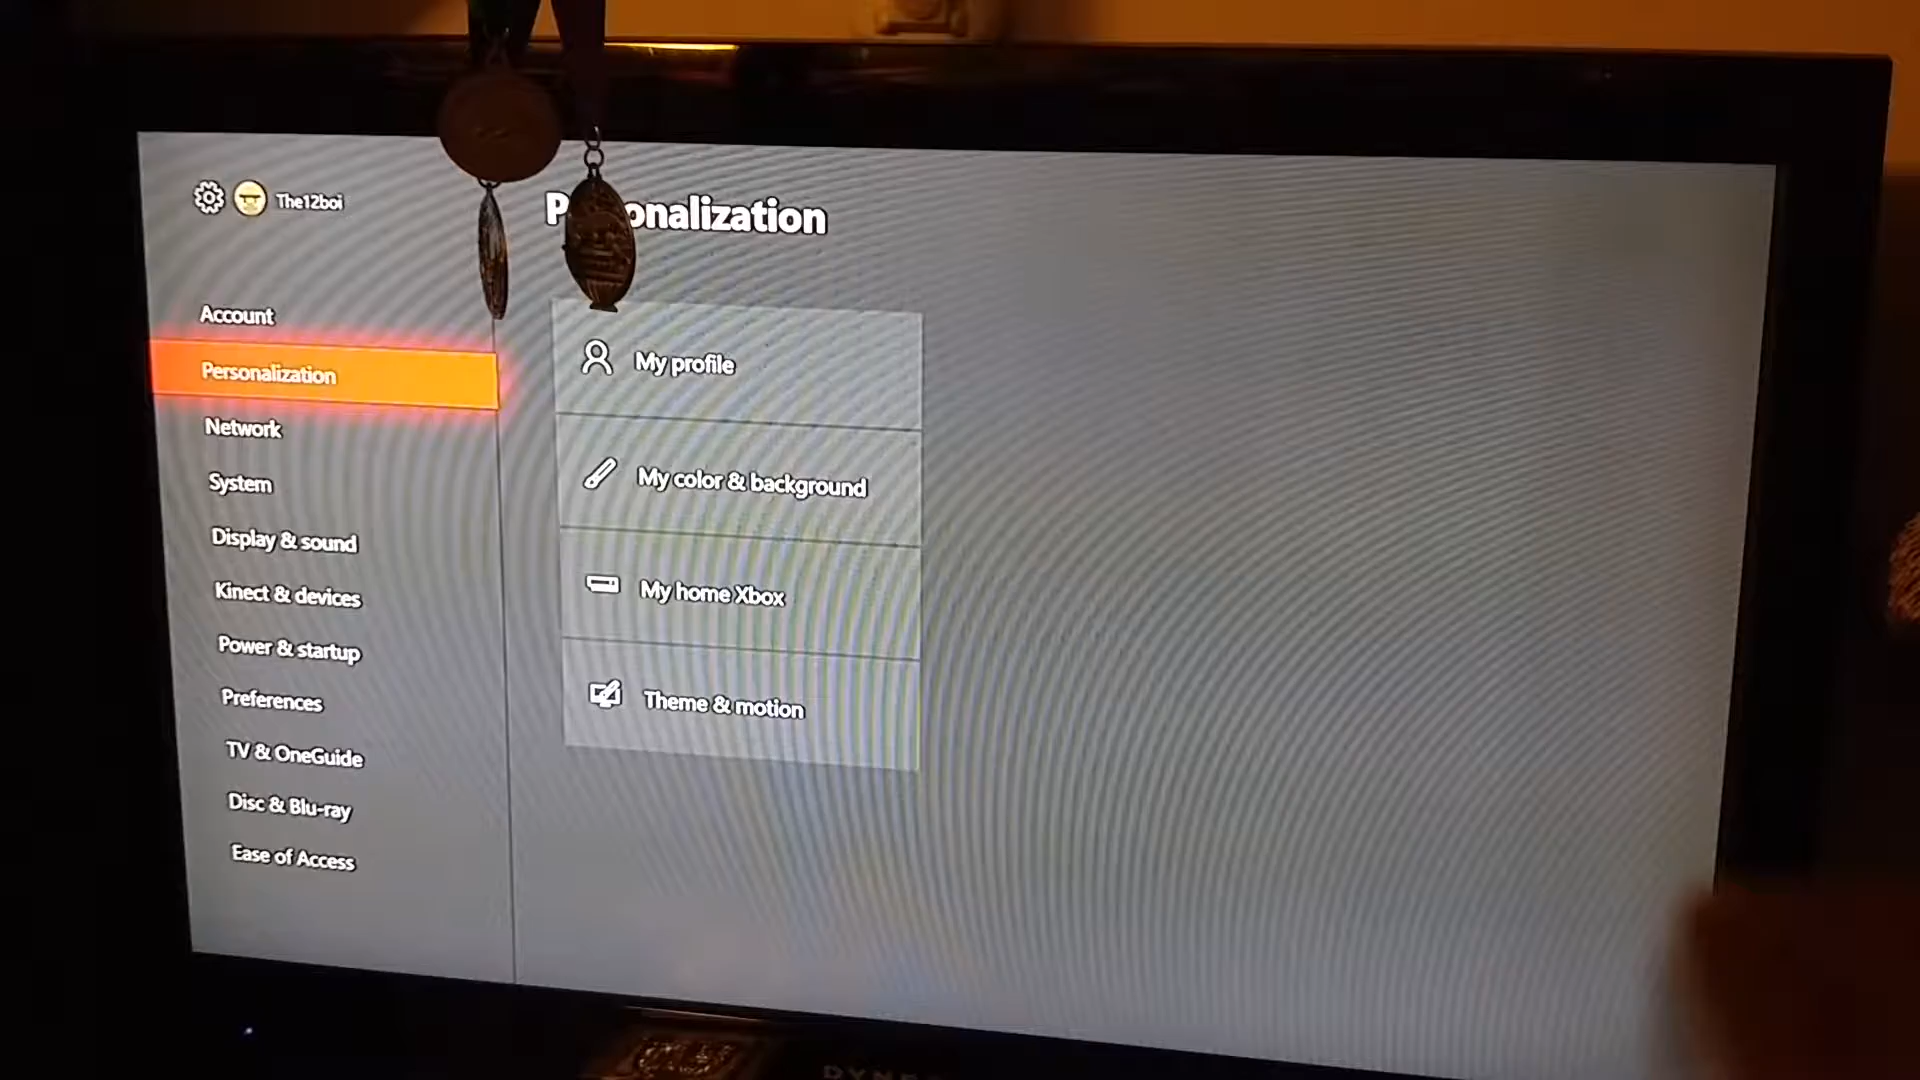 The12boi
Personalization
Account
Personalization
Network
System
Display & sound
Kinect & devices
Power & startup
Preferences
TV & OneGuide
Disc & Blu-ray
Ease of Access
My profile
My color & background
My home Xbox
Theme & motion